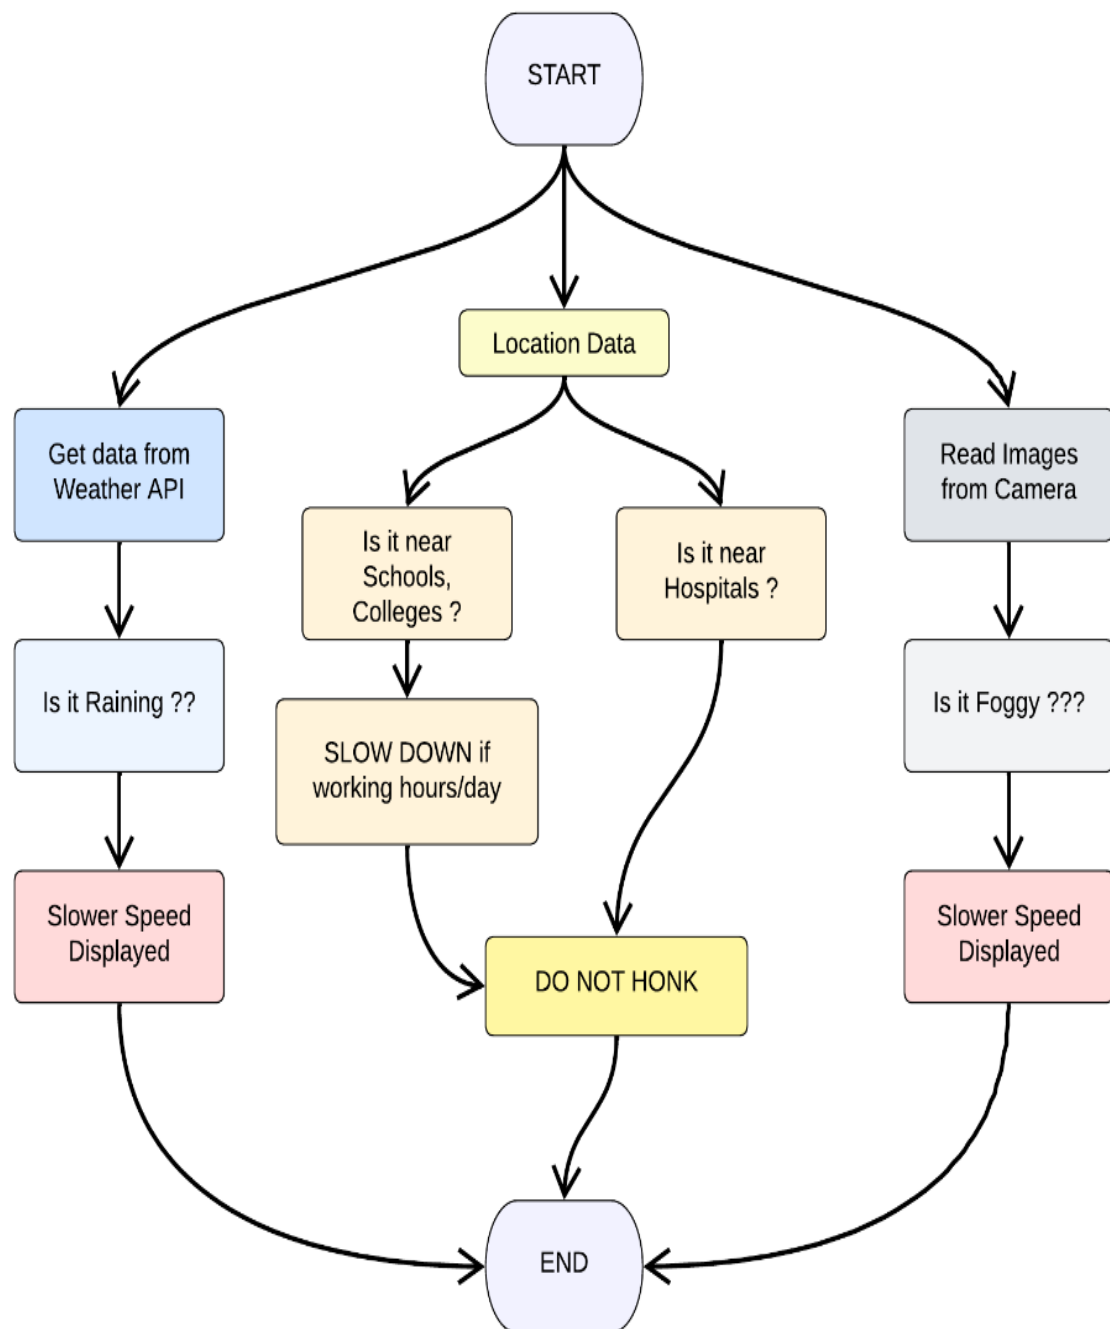 START
Location Data
Get data from
Weather API
Read Images
from Camera
Is it near
Schools,
Colleges ?
Is it near
Hospitals ?
Is it Raining ??
Is it Foggy ???
SLOW DOWN if
working hours/day
Slower Speed
Displayed
Slower Speed
Displayed
DO NOT HONK
END